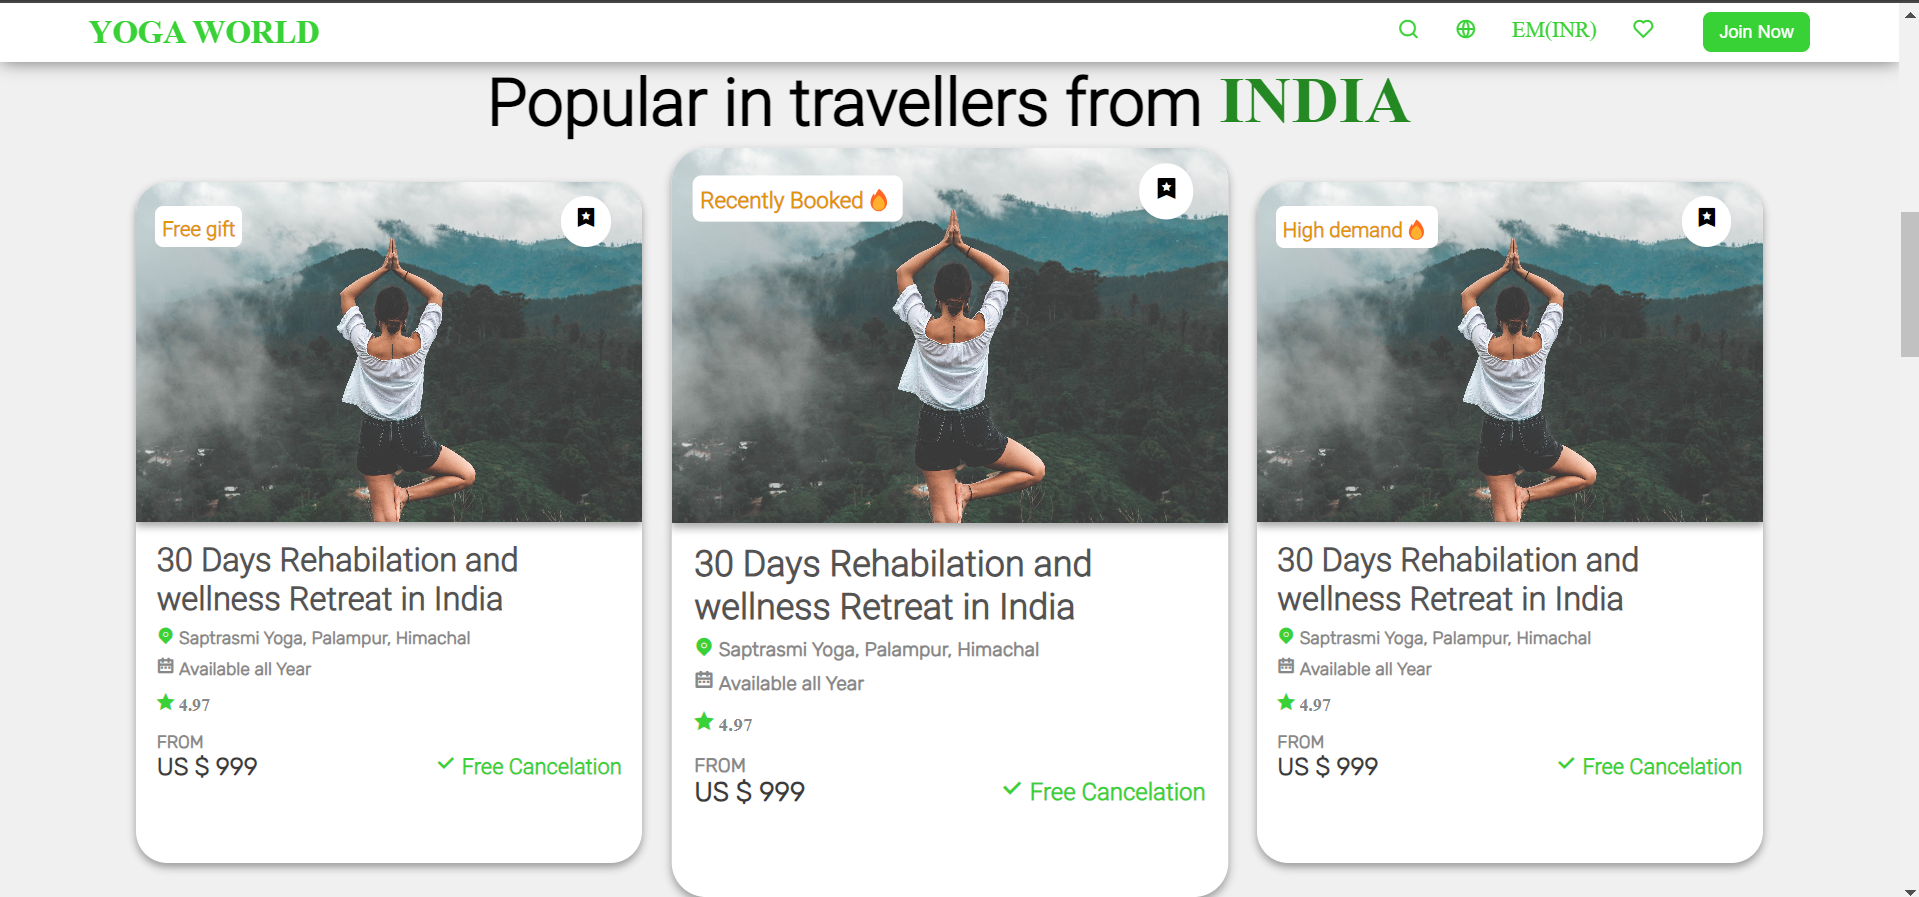 YOGA WORLD
EM(INR)
Join Now
Popular in travellers from INDIA
Free gift
30 Days Rehabilation and
wellness Retreat in India
Saptrasmi Yoga, Palampur, Himachal
Available all Year
4.97
FROM
US $ 999
Free Cancelation
Recently Booked🔥
30 Days Rehabilation and
wellness Retreat in India
Saptrasmi Yoga, Palampur, Himachal
Available all Year
4.97
FROM
US $ 999
Free Cancelation
High demand🔥
30 Days Rehabilation and
wellness Retreat in India
Saptrasmi Yoga, Palampur, Himachal
Available all Year
4.97
FROM
US $ 999
Free Cancelation